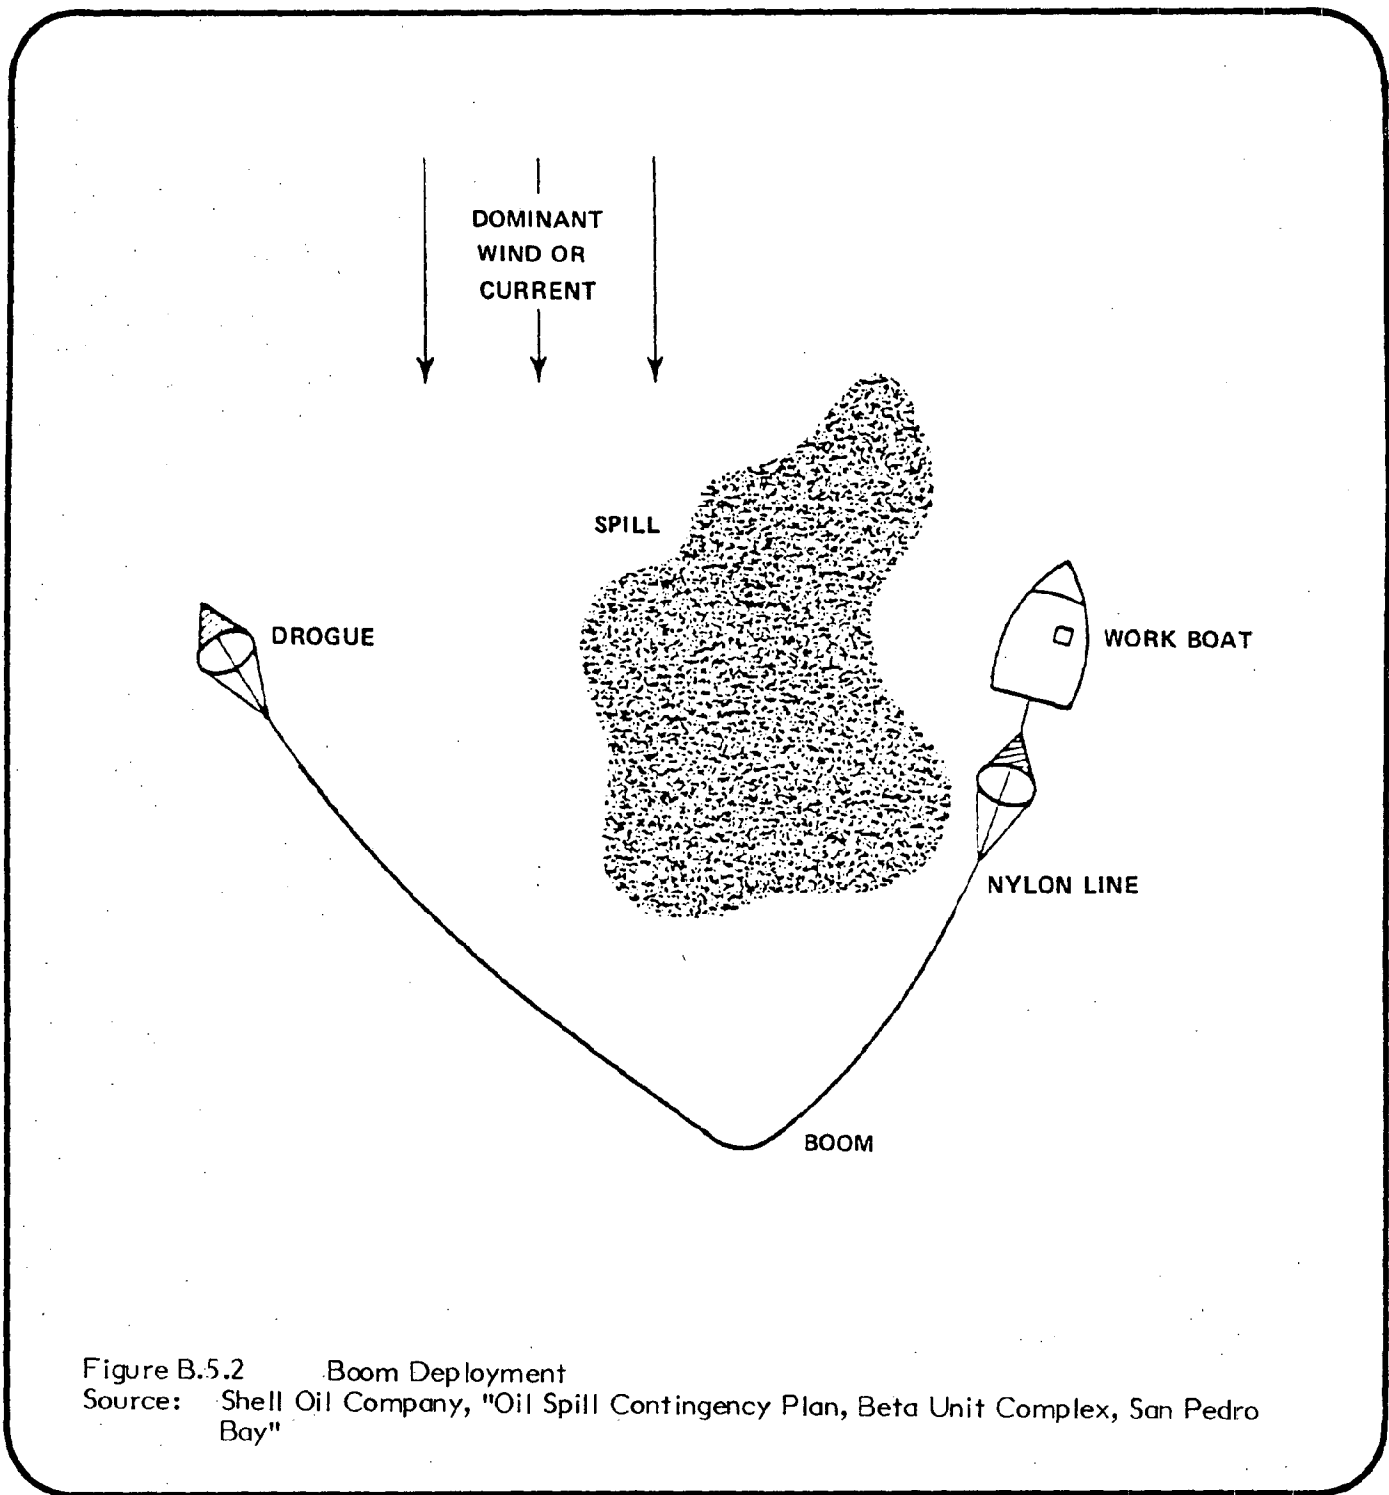 DOMINANT
WIND OR
CURRENT
SPILL
DROGUE
WORK BOAT
NYLON LINE
BOOM
Figure B.5.2 Boom Deployment
Source: Shell Oil Company, "Oil Spill Contingency Plan, Beta Unit Complex, San Pedro
Bay"